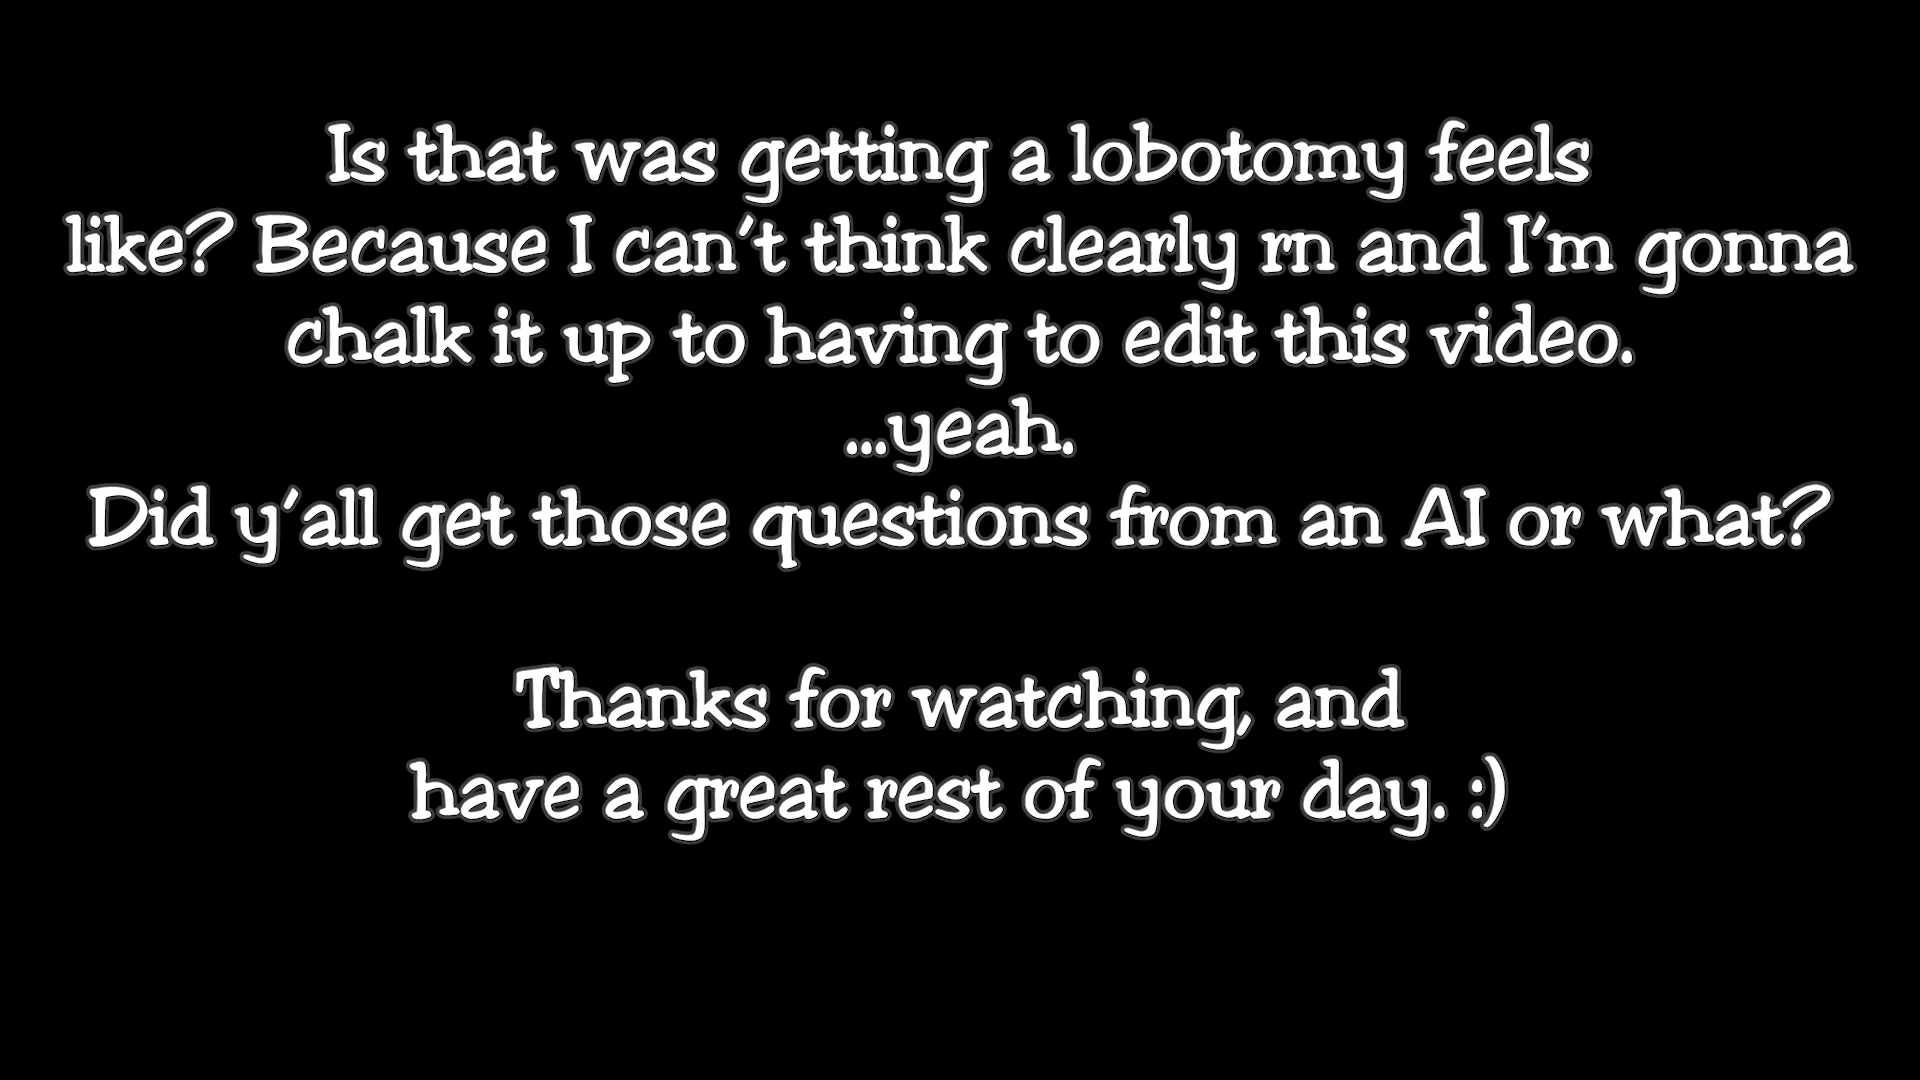 Is that was getting a lobotomy feels
like? Because I can't think clearly rn and I'm gonna
chalk it up to having to edit this video.
...yeah.
Did y'all get those questions from an AI or what?
Thanks for watching, and
have a great rest of your day. :)